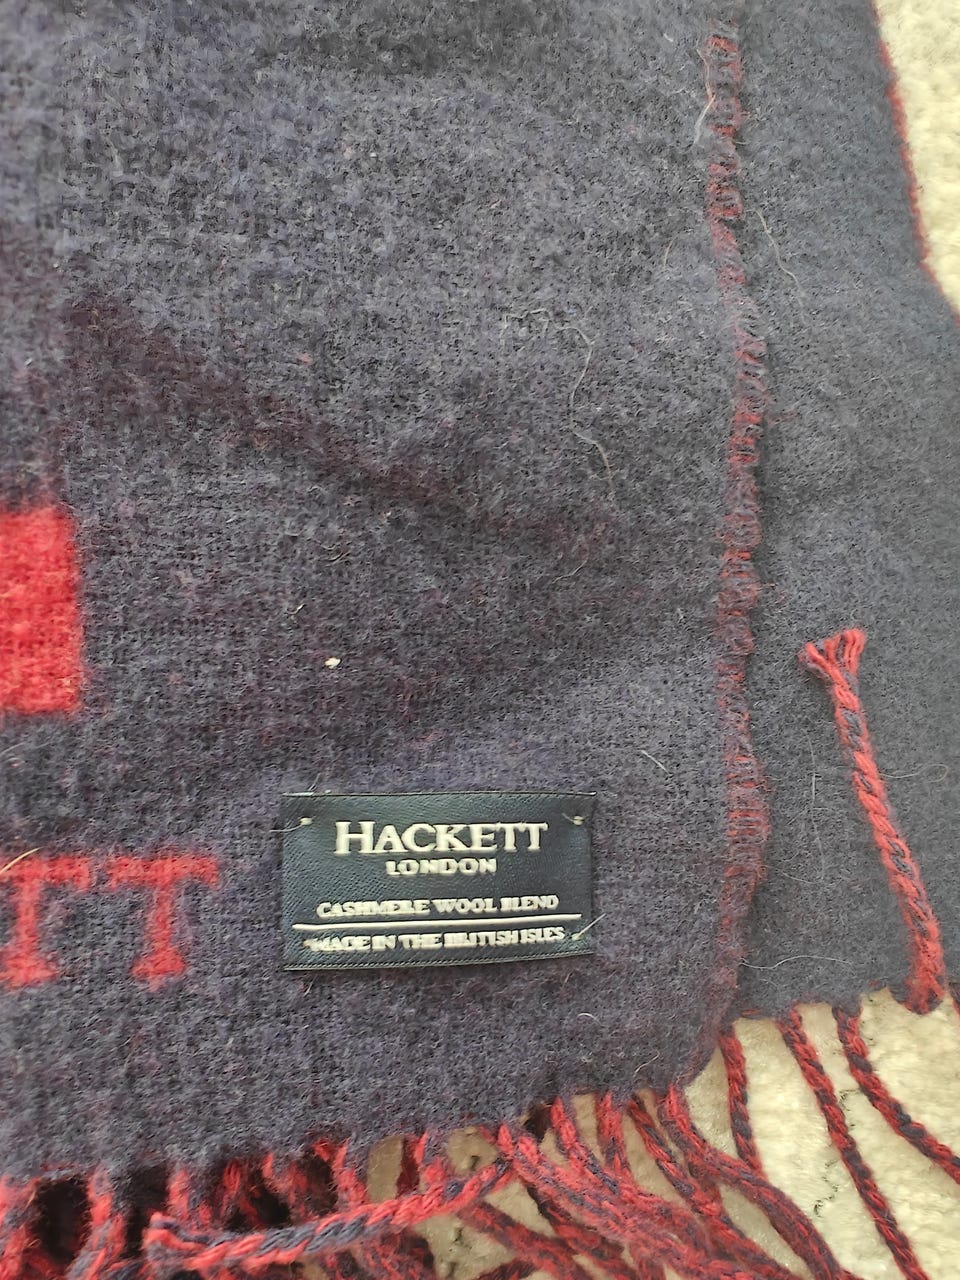 HACKETT
LONDON
CASHMERE WOOL BLEND
MADE IN THE BRITISH ISLES
TT